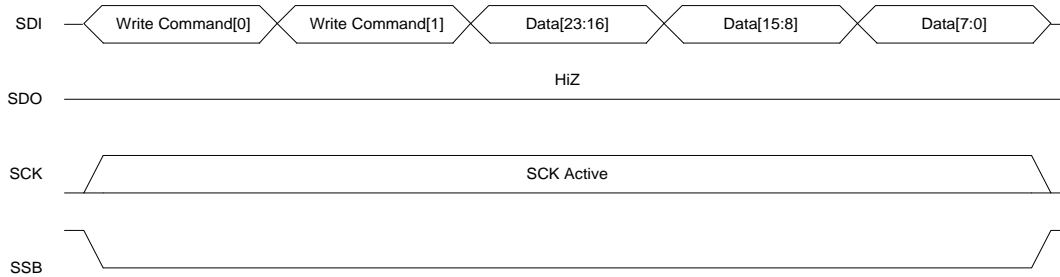 SDI Write Command[0] Write Command[1] Data[23:16] Data[15:8] Data[7:0]
HiZ
SDO
SCK SCK Active
SSB